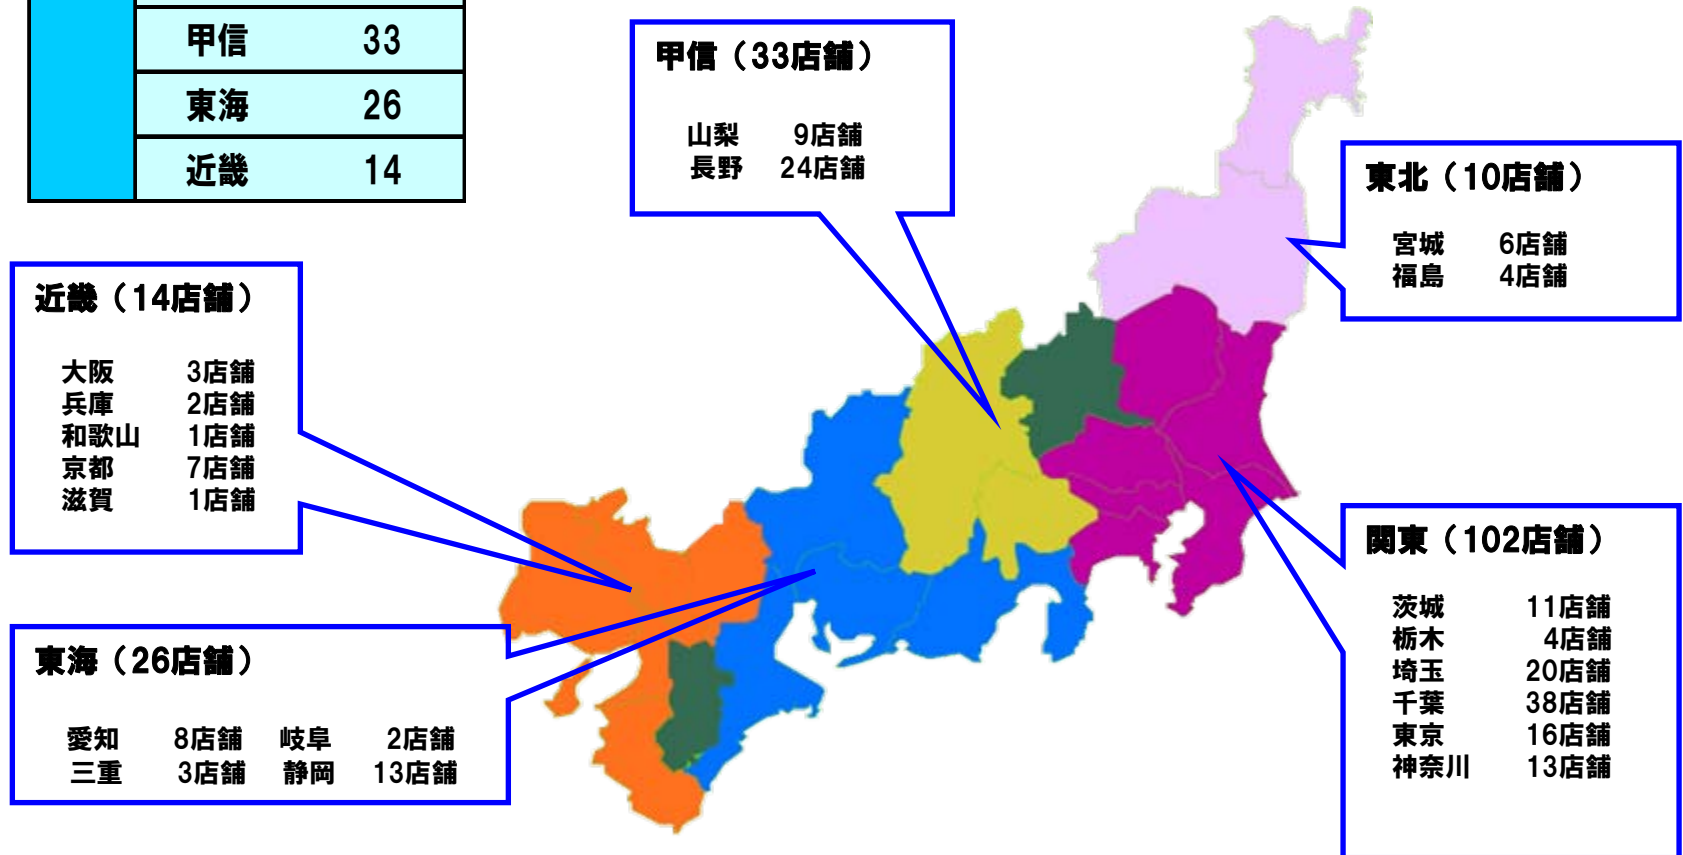 甲信 33
東海 26
近畿 14
甲信（33店舗）
山梨 9店舗
長野 24店舗
東北（10店舗）
宮城 6店舗
福島 4店舗
近畿（14店舗）
大阪 3店舗
兵庫 2店舗
和歌山 1店舗
京都 7店舗
滋賀 1店舗
東海（26店舗）
愛知 8店舗 岐阜 2店舗
三重 3店舗 静岡 13店舗
関東（102店舗）
茨城 11店舗
栃木 4店舗
埼玉 20店舗
千葉 38店舗
東京 16店舗
神奈川 13店舗